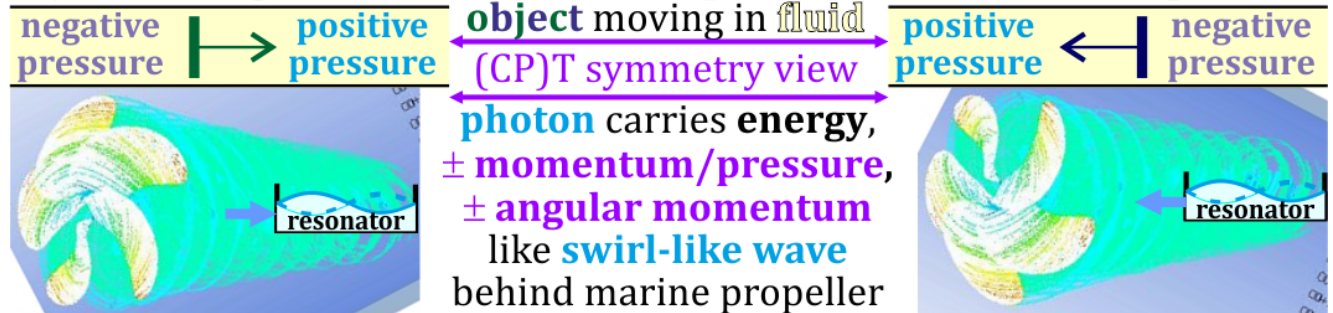 negative
pressure
positive
pressure
object moving in fluid
(CP)T symmetry view
positive
pressure
negative
pressure
photon carries energy,
± momentum/pressure,
± angular momentum
like swirl-like wave
behind marine propeller
resonator
resonator